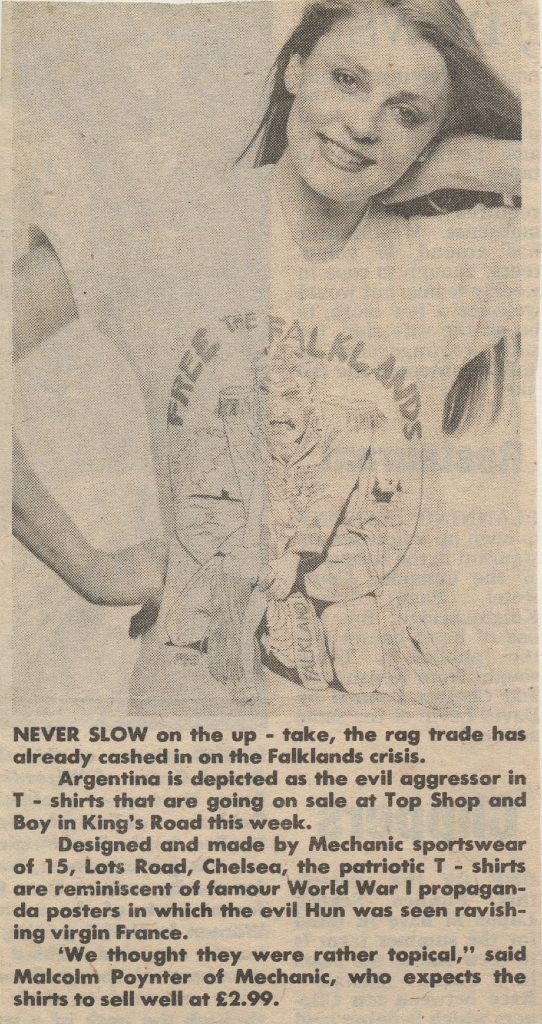 FREE THE FALKLANDS
FALKLAND
NEVER SLOW on the up - take, the rag trade has
already cashed in on the Falklands crisis.
Argentina is depicted as the evil aggressor in
T - shirts that are going on sale at Top Shop and
Boy in King's Road this week.
Designed and made by Mechanic sportswear
of 15, Lots Road, Chelsea, the patriotic T - shirts
are reminiscent of famour World War I propagan-
da posters in which the evil Hun was seen ravish-
ing virgin France.
'We thought they were rather topical,'' said
Malcolm Poynter of Mechanic, who expects the
shirts to sell well at £2.99.